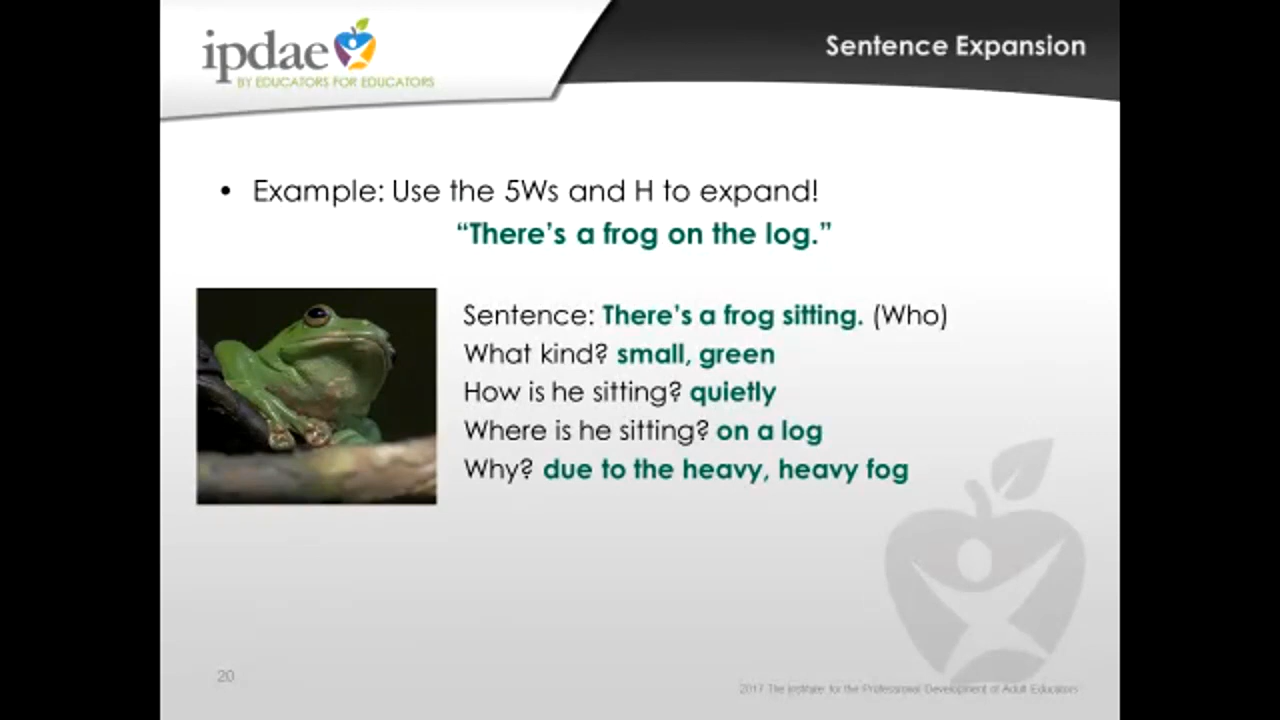 ipdae
BY EDUCATORS FOR EDUCATORS
Sentence Expansion
• Example: Use the 5Ws and H to expand!
“There’s a frog on the log.”
Sentence: There’s a frog sitting. (Who)
What kind? small, green
How is he sitting? quietly
Where is he sitting? on a log
Why? due to the heavy, heavy fog
20
2017 The Institute for the Professional Development of Adult Educators